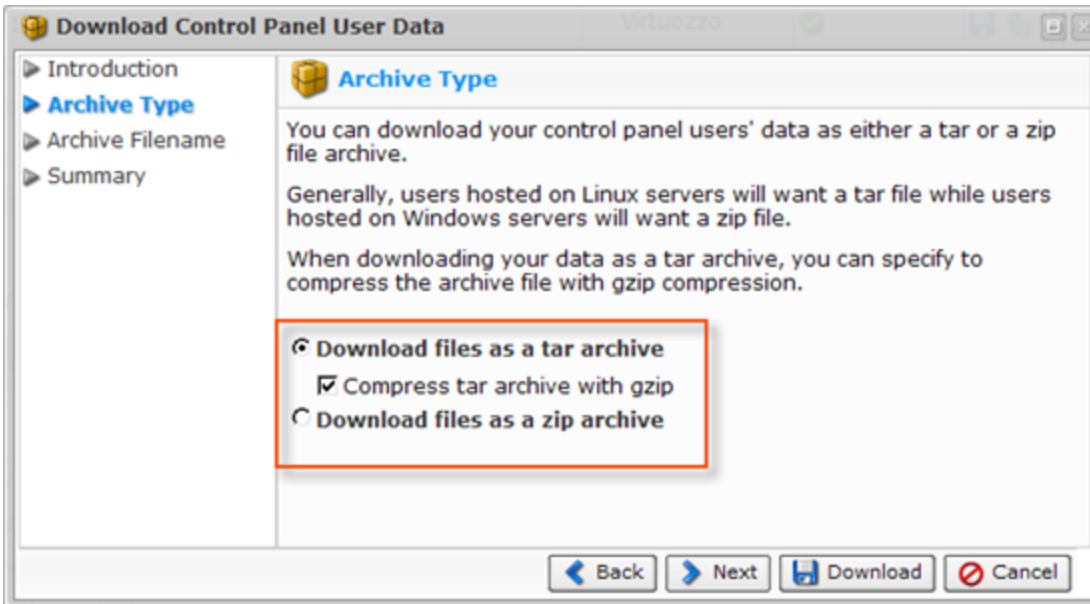 Download Control Panel User Data
Virtuozzo
Introduction
Archive Type
Archive Filename
Summary
Archive Type
You can download your control panel users' data as either a tar or a zip
file archive.
Generally, users hosted on Linux servers will want a tar file while users
hosted on Windows servers will want a zip file.
When downloading your data as a tar archive, you can specify to
compress the archive file with gzip compression.
Download files as a tar archive
Compress tar archive with gzip
Download files as a zip archive
Back
Next
Download
Cancel